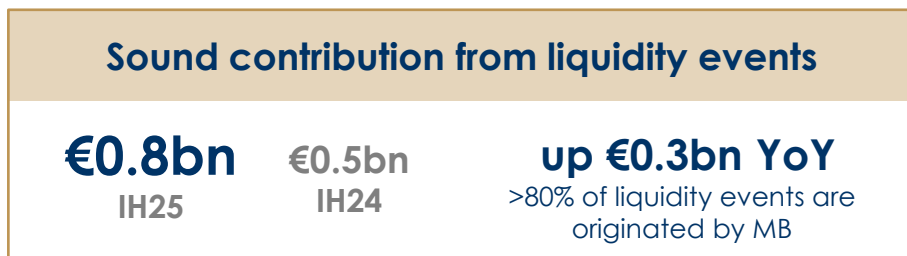 Sound contribution from liquidity events
€0.8bn
IH25
€0.5bn
IH24
up €0.3bn YoY
>80% of liquidity events are
originated by MB